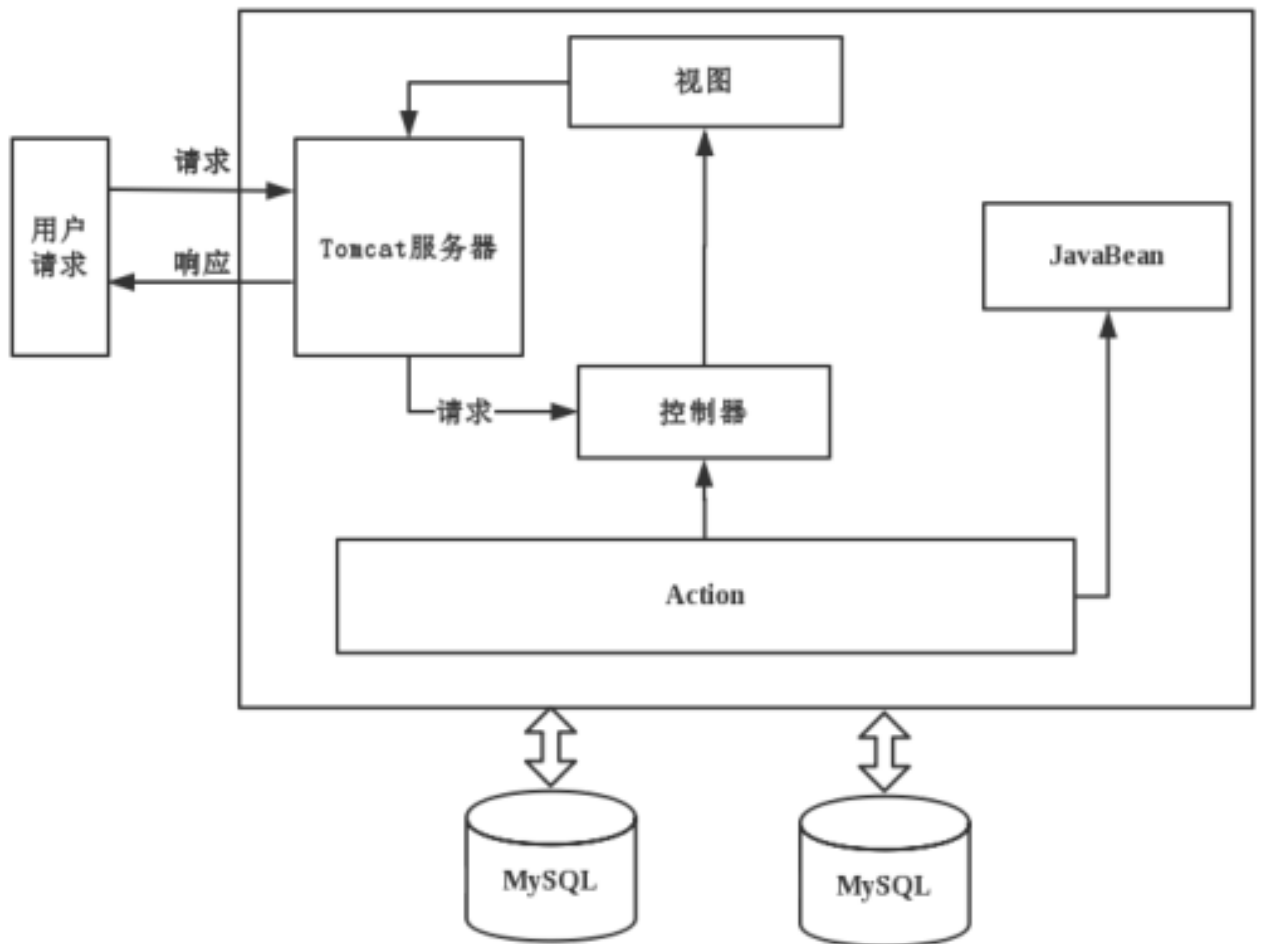 视图
请求
用户
请求
响应
Tomcat服务器
JavaBean
请求
控制器
Action
MySQL
MySQL